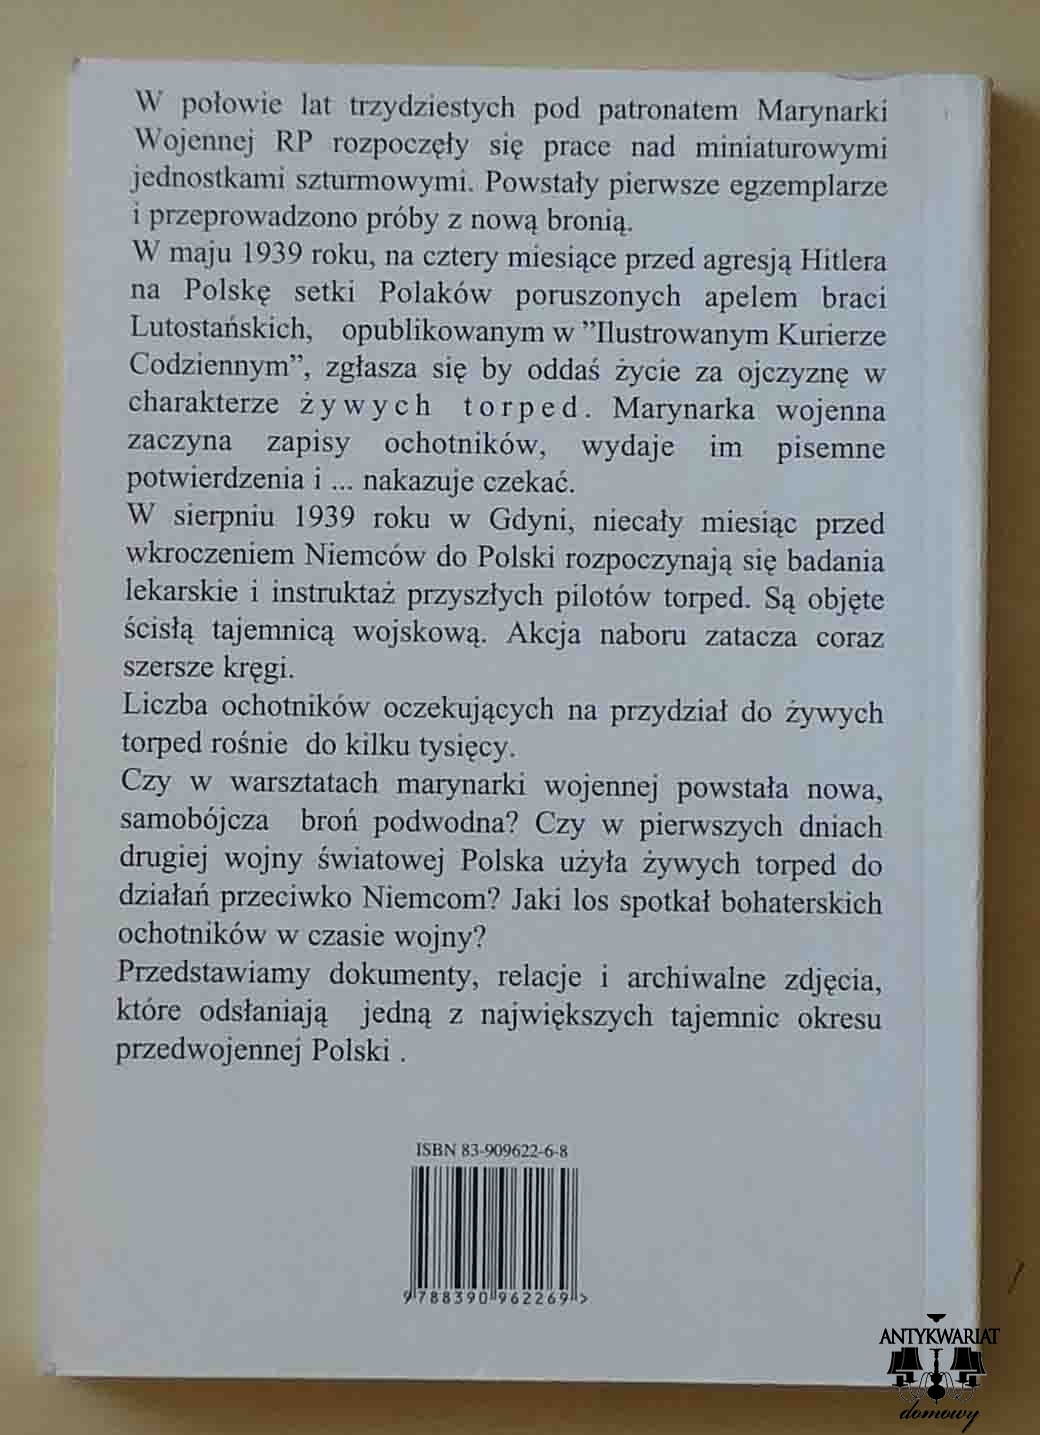 W połowie lat trzydziestych pod patronatem Marynarki
Wojennej RP rozpoczęły się prace nad miniaturowymi
jednostkami szturmowymi. Powstały pierwsze egzemplarze
i przeprowadzono próby z nową bronią.
W maju 1939 roku, na cztery miesiące przed agresją Hitlera
na Polskę setki Polaków poruszonych apelem braci
Lutostańskich, opublikowanym w ”Ilustrowanym Kurierze
Codziennym”, zgłasza się by oddaś życie za ojczyznę w
charakterze żywych torped. Marynarka wojenna
zaczyna zapisy ochotników, wydaje im pisemne
potwierdzenia i ... nakazuje czekać.
W sierpniu 1939 roku w Gdyni, niecały miesiąc przed
wkroczeniem Niemców do Polski rozpoczynają się badania
lekarskie i instruktaż przyszłych pilotów torped. Są objęte
ścisłą tajemnicą wojskową. Akcja naboru zatacza coraz
szersze kręgi.
Liczba ochotników oczekujących na przydział do żywych
torped rośnie do kilku tysięcy.
Czy w warsztatach marynarki wojennej powstała nowa,
samobójcza broń podwodna? Czy w pierwszych dniach
drugiej wojny światowej Polska użyła żywych torped do
działań przeciwko Niemcom? Jaki los spotkał bohaterskich
ochotników w czasie wojny?
Przedstawiamy dokumenty, relacje i archiwalne zdjęcia,
które odsłaniają jedną z największych tajemnic okresu
przedwojennej Polski .
ISBN 83-909622-6-8
9 788390 962269 >
ANTYKWARIAT
domowy